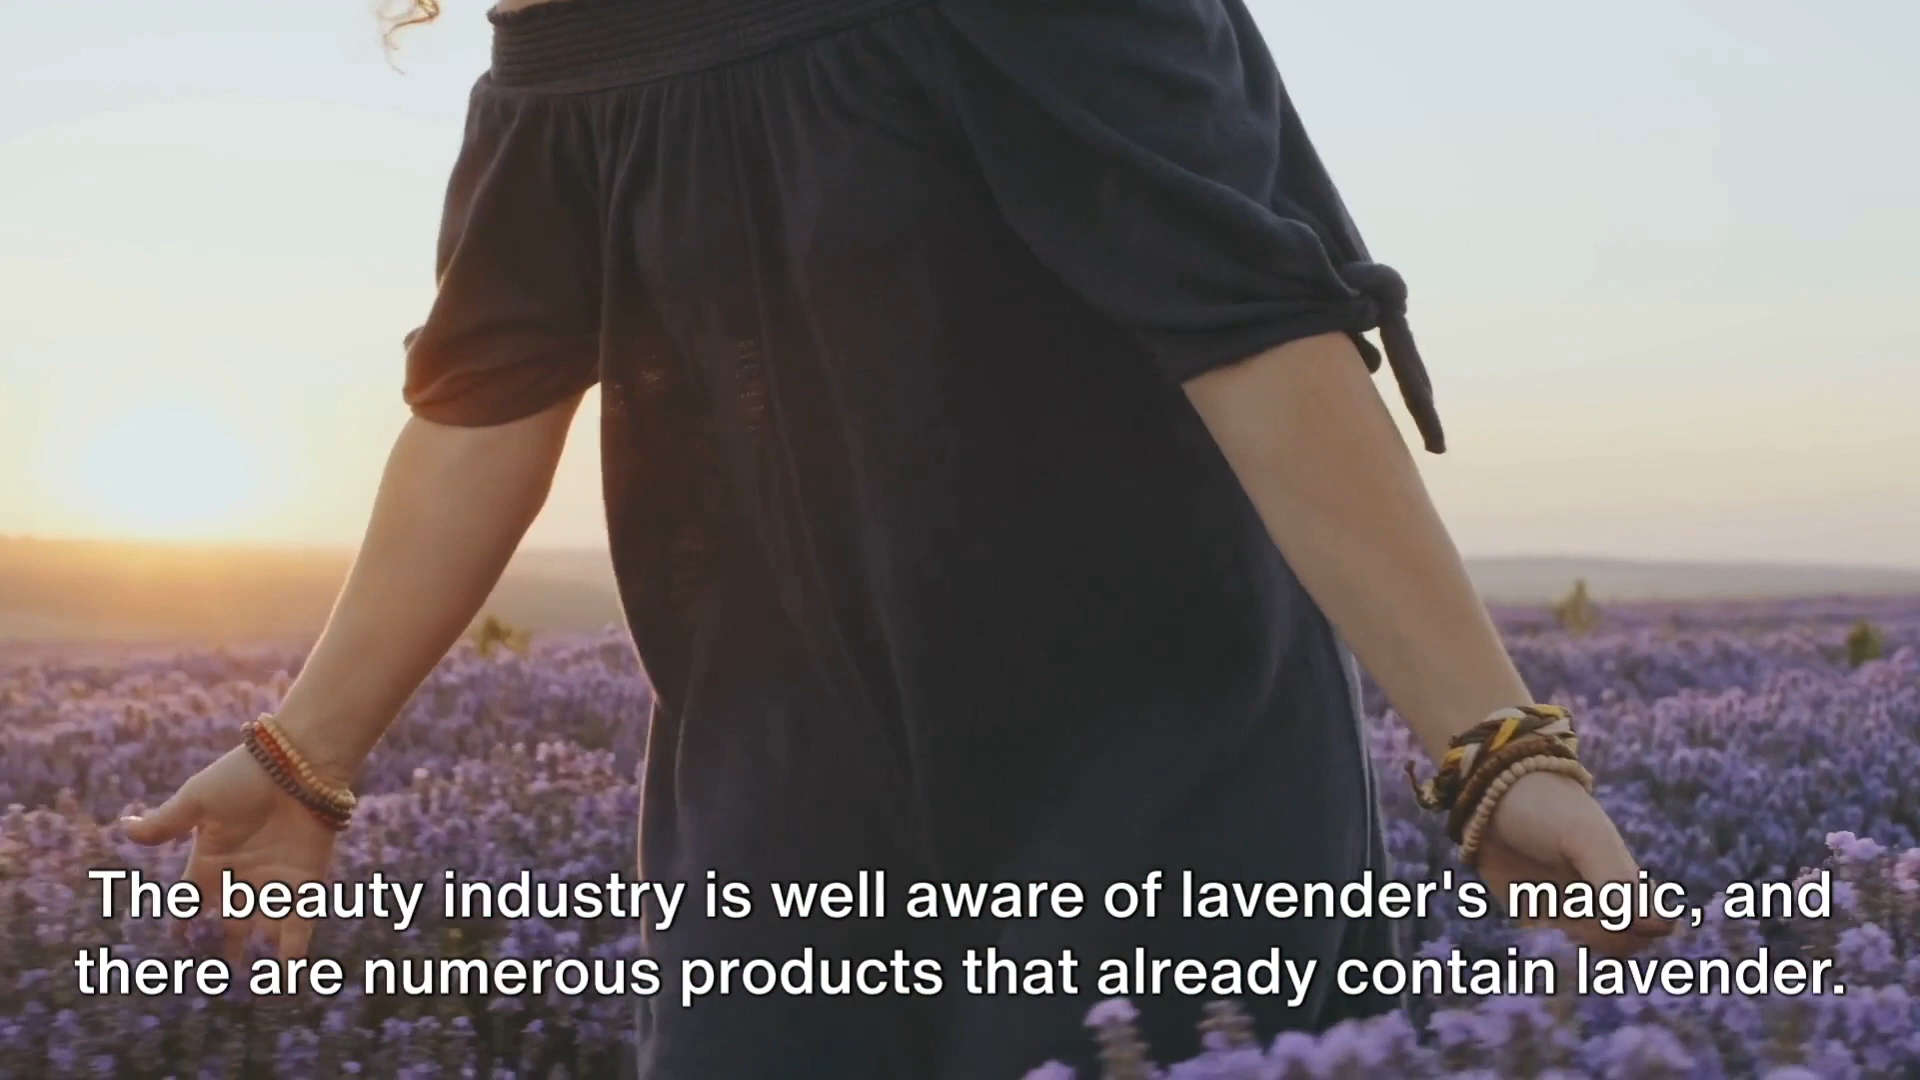 The beauty industry is well aware of lavender's magic, and
there are numerous products that already contain lavender.